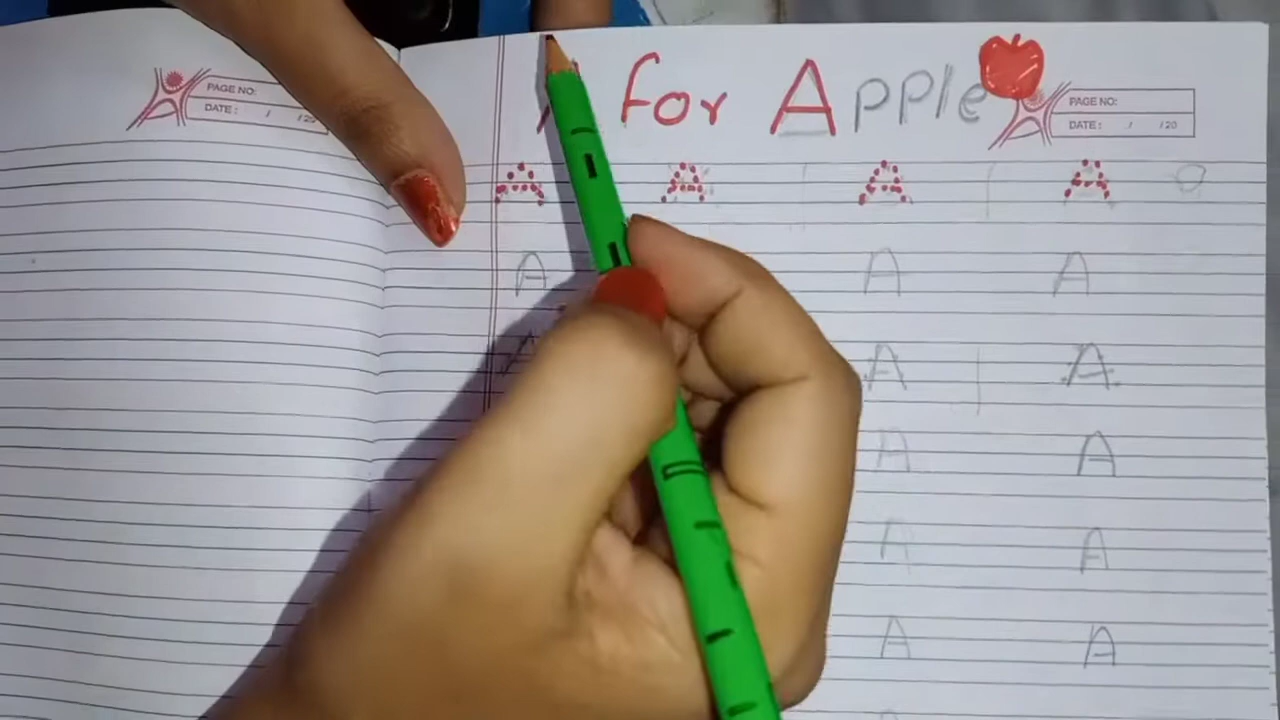 PAGE NO:
DATE : / / 20
for Apple
PAGE NO:
DATE : / / 20
A A A A
A A A
A A A
A A
A A
A A